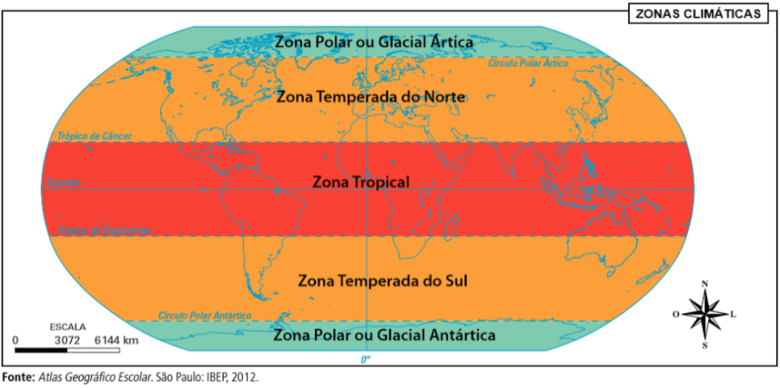 ZONAS CLIMÁTICAS
Zona Polar ou Glacial Ártica
Círculo Polar Ártico
Zona Temperada do Norte
Trópico de Câncer
Zona Tropical
Equador
Trópico de Capricórnio
Zona Temperada do Sul
Círculo Polar Antártico
Zona Polar ou Glacial Antártica
N
O L
S
ESCALA
0 3072 6144 km
0°
Fonte: Atlas Geográfico Escolar. São Paulo: IBEP, 2012.